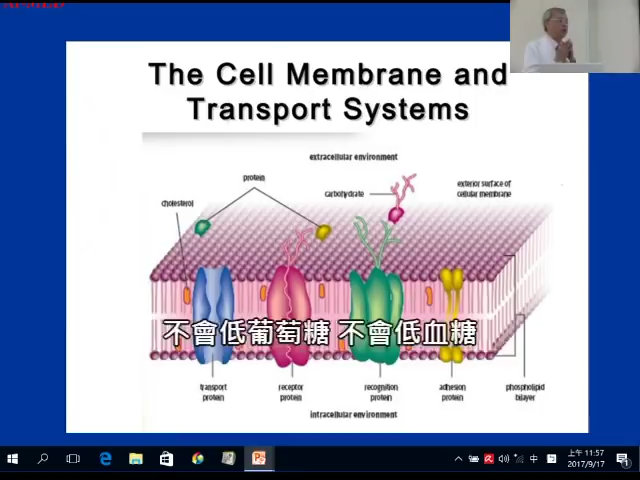 The Cell Membrane and
Transport Systems
extracellular environment
protein
carbohydrate
exterior surface of
cellular membrane
cholesterol
不會低葡萄糖 不會低血糖
transport
protein
receptor
protein
recognition
protein
adhesion
protein
phospholipid
bilayer
intracellular environment
中
上午 11:57
2017/9/17